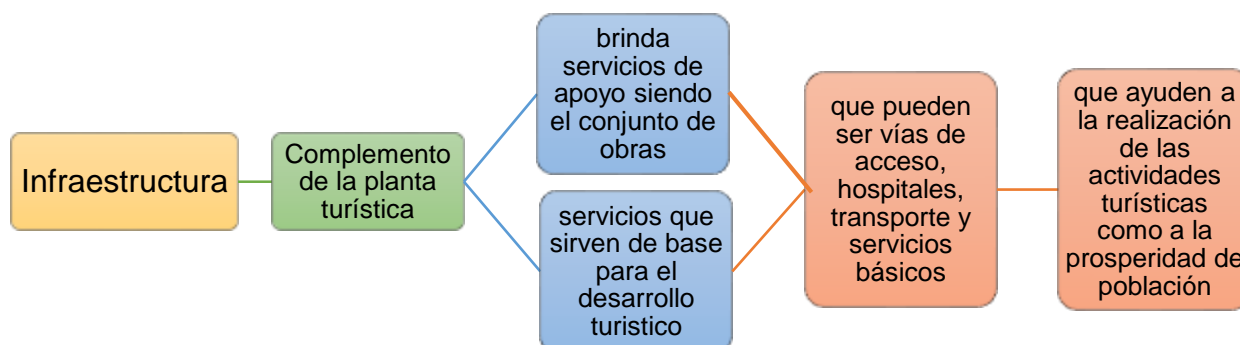 Infraestructura
Complemento
de la planta
turística
brinda
servicios de
apoyo siendo
el conjunto de
obras
servicios que
sirven de base
para el
desarrollo
turistico
que pueden
ser vías de
acceso,
hospitales,
transporte y
servicios
básicos
que ayuden a
la realización
de las
actividades
turísticas
como a la
prosperidad de
población